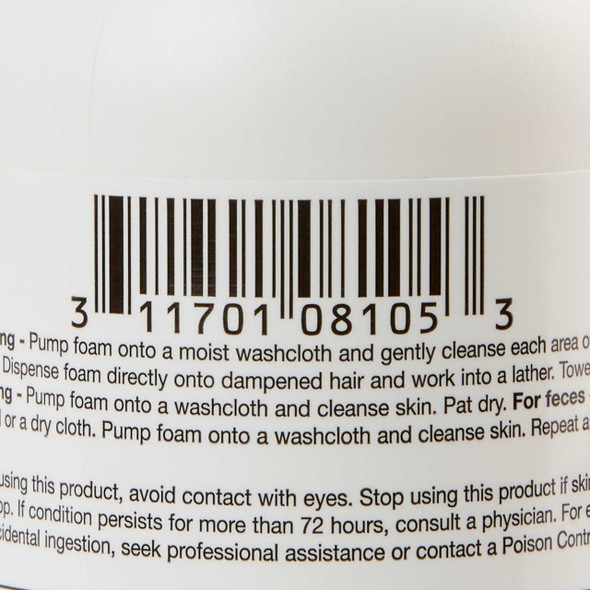 3 11701 08105 3
ng - Pump foam onto a moist washcloth and gently cleanse each area o
Dispense foam directly onto dampened hair and work into a lather. Towe
ng - Pump foam onto a washcloth and cleanse skin. Pat dry. For feces -
or a dry cloth. Pump foam onto a washcloth and cleanse skin. Repeat a
using this product, avoid contact with eyes. Stop using this product if skin
op. If condition persists for more than 72 hours, consult a physician. For e
cidental ingestion, seek professional assistance or contact a Poison Contr